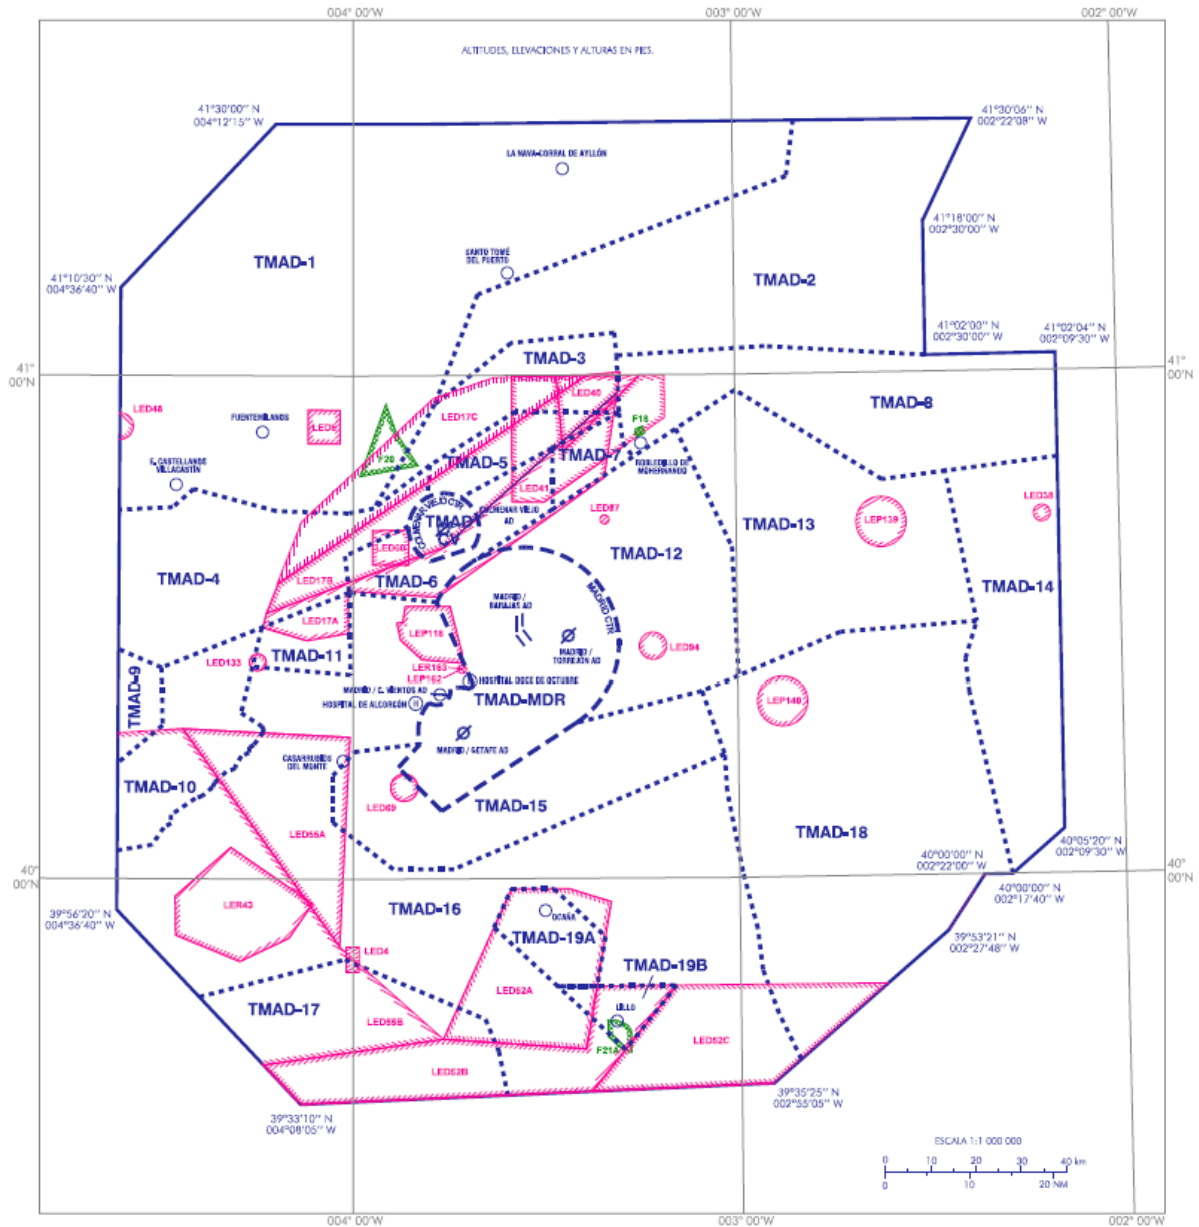 004° 00'W
003° 00'W
002° 00'W
ALTITUDES, ELEVACIONES Y ALTURAS EN PIES.
41°30'00'' N
004°12'15'' W
41°30'06'' N
002°22'08'' W
LA NAVA-CORRAL DE AYLLÓN
41°18'00'' N
002°30'00'' W
SANTO TOMÉ
DEL PUERTO
TMAD-1
TMAD-2
41°10'30'' N
004°36'40'' W
41°02'00'' N
002°30'00'' W
41°02'04'' N
002°09'30'' W
TMAD-3
41°
00'N
41°
00'N
LED48
LED40
TMAD-8
FUENTEMILANOS
LED17C
F18
F20
TMAD-5
TMAD-7
ROBLEDILLO DE
MOHERNANDO
E. CASTELLANOS
VILLACASTÍN
LED41
LED38
COLMENAR VIEJO CTR
COLMENAR VIEJO
AD
LED87
TMAD
CV
TMAD-13
LEP139
LED60
TMAD-12
TMAD-4
LED17B
TMAD-6
TMAD-14
MADRID /
BARAJAS AD
MADRID CTR
LED17A
LEP118
MADRID /
TORREJÓN AD
LED94
TMAD-11
LED133
LER163
LEP162
HOSPITAL DOCE DE OCTUBRE
TMAD-9
MADRID / C. VIENTOS AD
HOSPITAL DE ALCORCÓN
H
TMAD-MDR
LEP140
MADRID / GETAFE AD
CASARRUBIOS
DEL MONTE
TMAD-10
LED69
TMAD-15
LED55A
TMAD-18
40°05'20'' N
002°09'30'' W
40°00'00'' N
002°22'00'' W
40°
00'N
40°
00'N
40°00'00'' N
002°17'40'' W
LER43
TMAD-16
39°56'20'' N
004°36'40'' W
OCAÑA
TMAD-19A
39°53'21'' N
002°27'48'' W
LED4
TMAD-19B
LED52A
TMAD-17
LILLO
LED55B
F21A
LED52C
LED52B
39°35'25'' N
002°55'05'' W
39°33'10'' N
004°08'05'' W
ESCALA 1:1 000 000
0 10 20 30 40 km
0 10 20 NM
004° 00'W
003° 00'W
002° 00'W